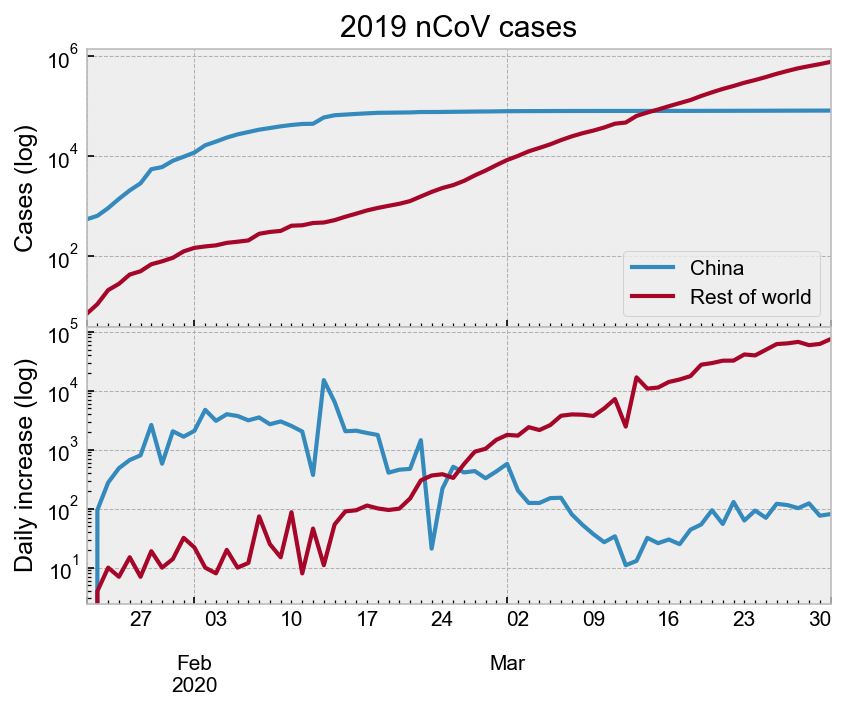 2019 nCoV cases
Cases (log)
10^6
10^4
10^2
China
Rest of world
Daily increase (log)
10^5
10^4
10^3
10^2
10^1
27 03 10 17 24 02 09 16 23 30
Feb Mar
2020